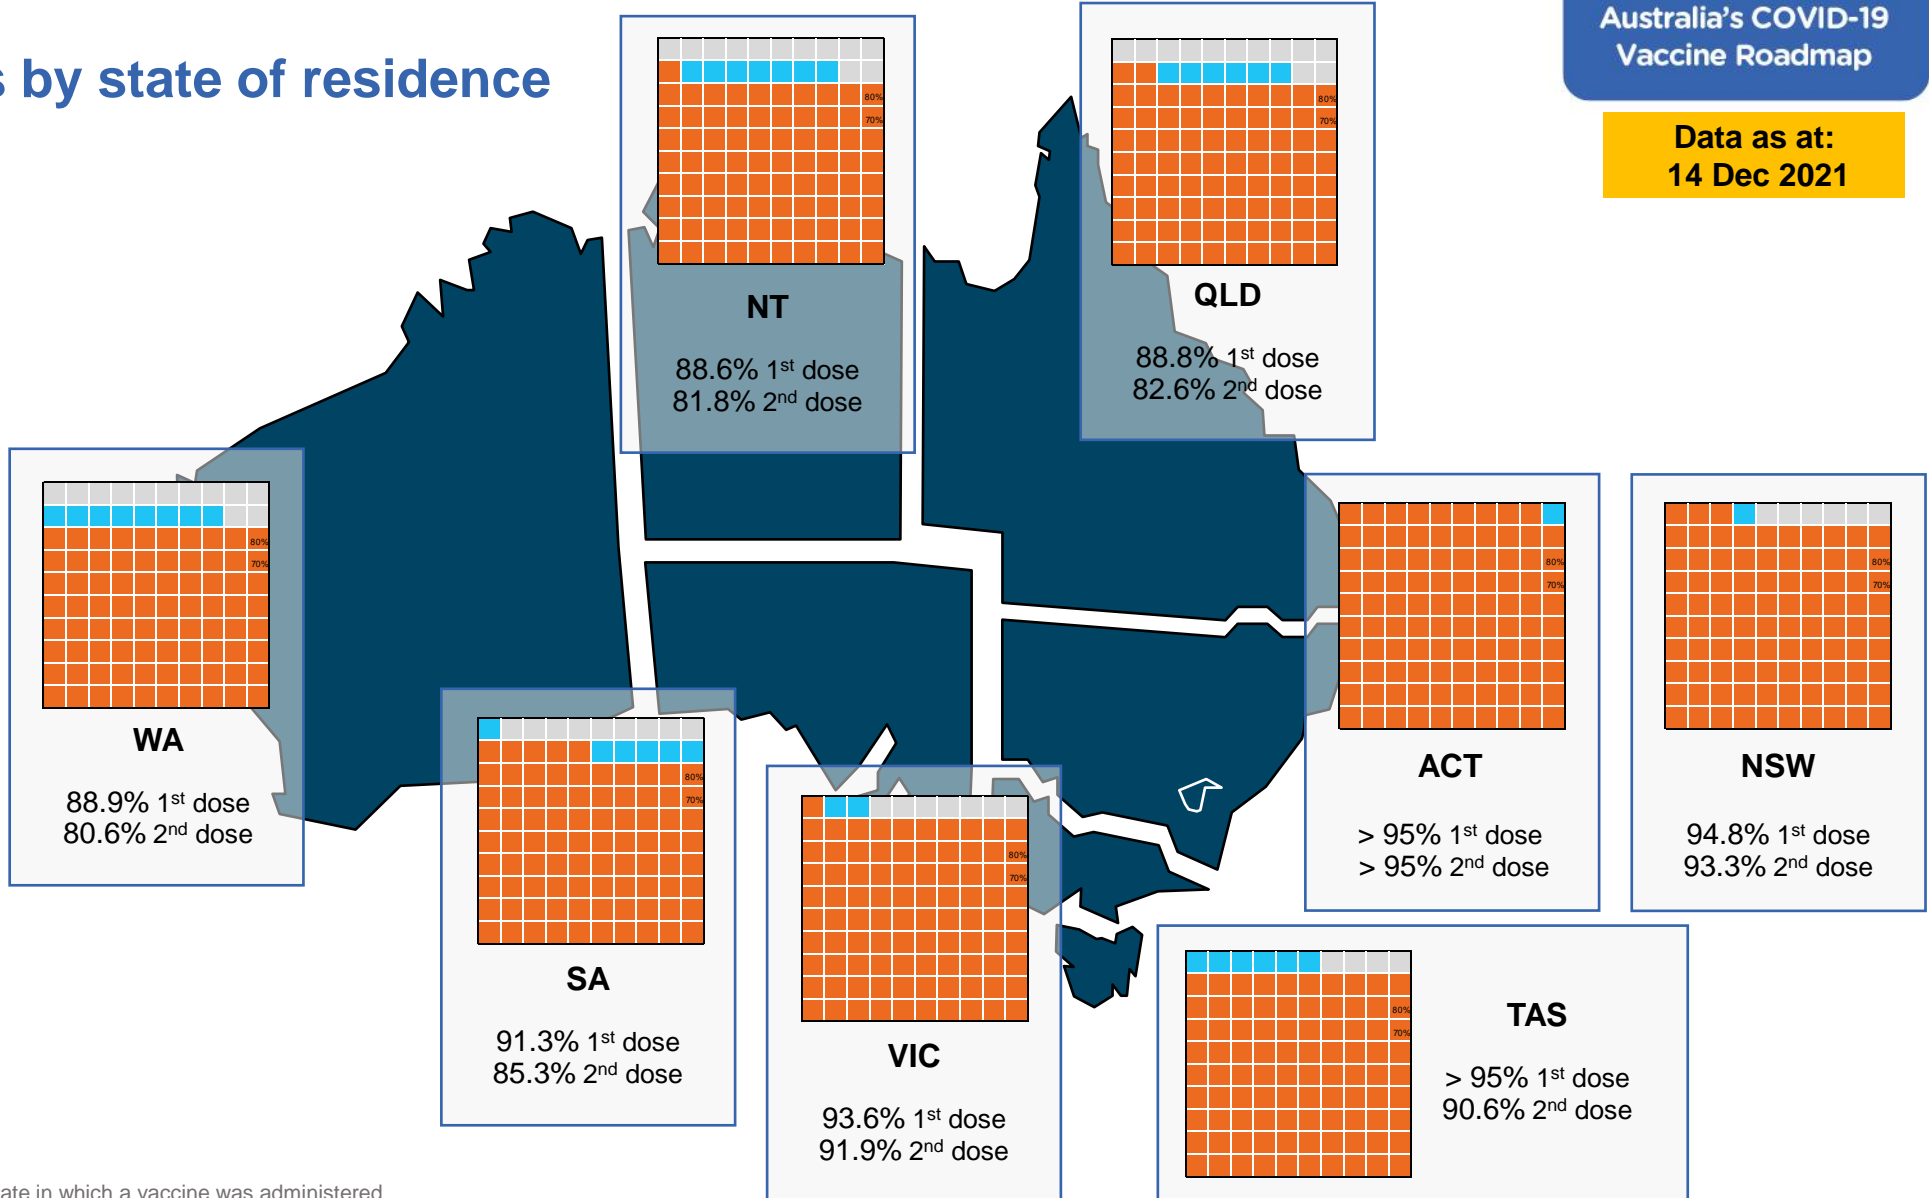 s by state of residence
Australia's COVID-19
Vaccine Roadmap
Data as at:
14 Dec 2021
80%
70%
NT
88.6% 1st dose
81.8% 2nd dose
80%
70%
QLD
88.8% 1st dose
82.6% 2nd dose
80%
70%
WA
88.9% 1st dose
80.6% 2nd dose
80%
70%
SA
91.3% 1st dose
85.3% 2nd dose
80%
70%
VIC
93.6% 1st dose
91.9% 2nd dose
80%
70%
ACT
> 95% 1st dose
> 95% 2nd dose
80%
70%
NSW
94.8% 1st dose
93.3% 2nd dose
80%
70%
TAS
> 95% 1st dose
90.6% 2nd dose
ate in which a vaccine was administered